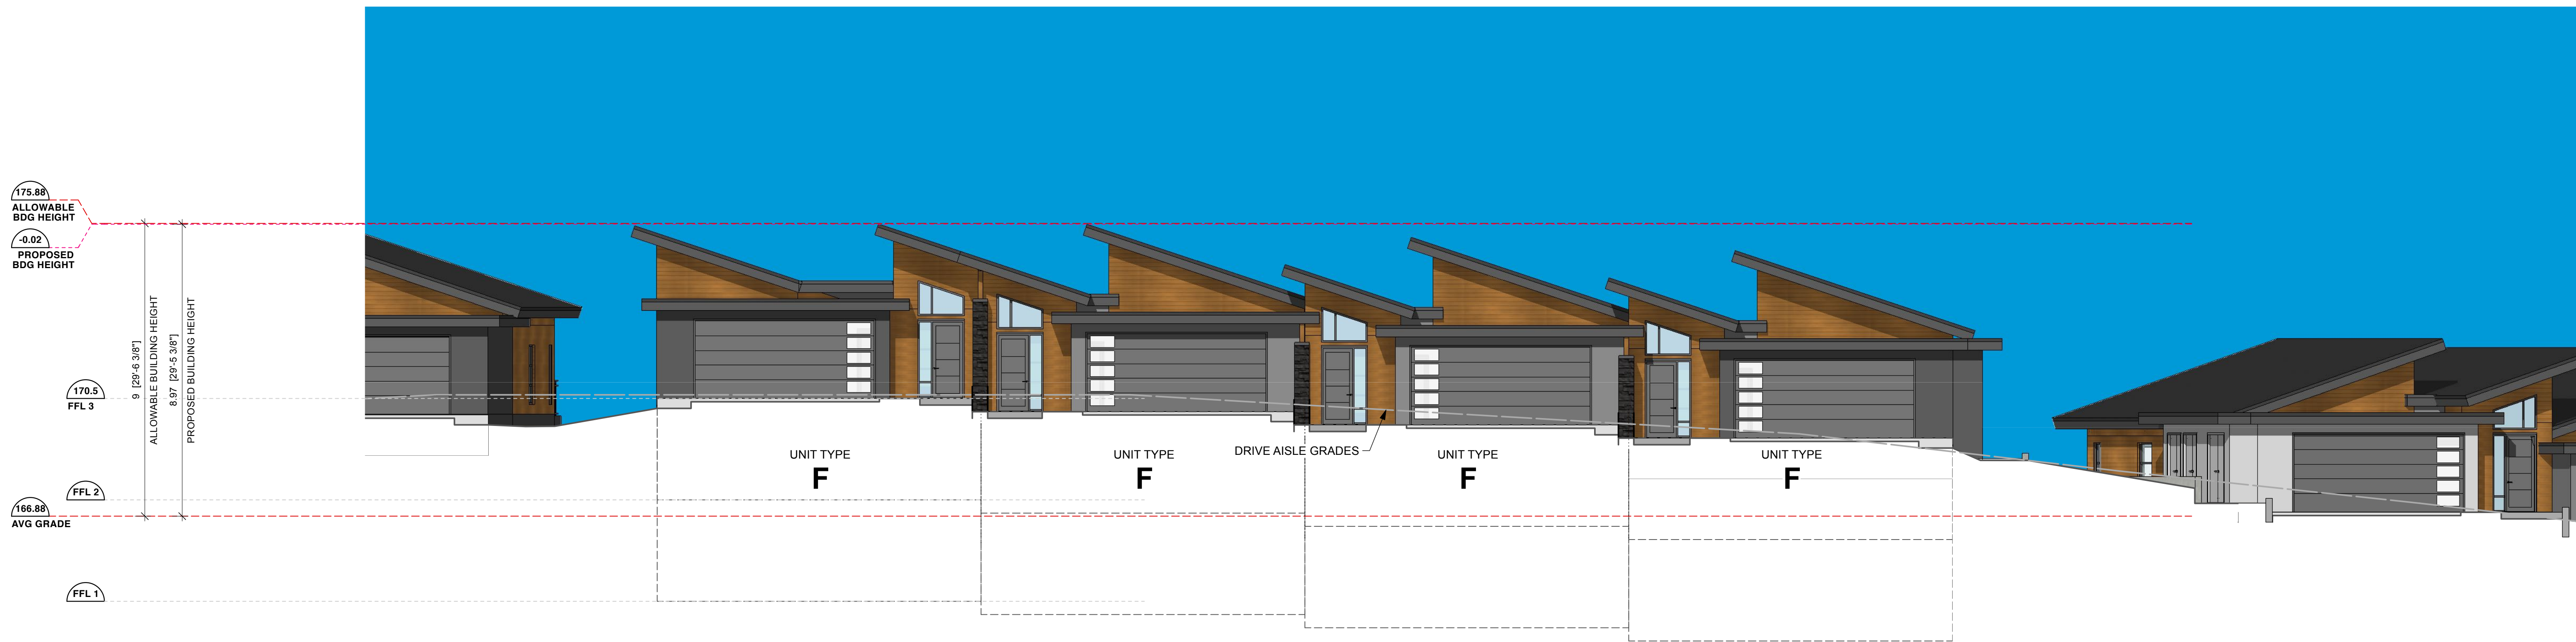 175.88
ALLOWABLE
BDG HEIGHT
-0.02
PROPOSED
BDG HEIGHT
9 [29'-6 3/8"]
ALLOWABLE BUILDING HEIGHT
8.97 [29'-5 3/8"]
PROPOSED BUILDING HEIGHT
170.5
FFL 3
FFL 2
166.88
AVG GRADE
FFL 1
UNIT TYPE
F
UNIT TYPE
F
DRIVE AISLE GRADES
UNIT TYPE
F
UNIT TYPE
F